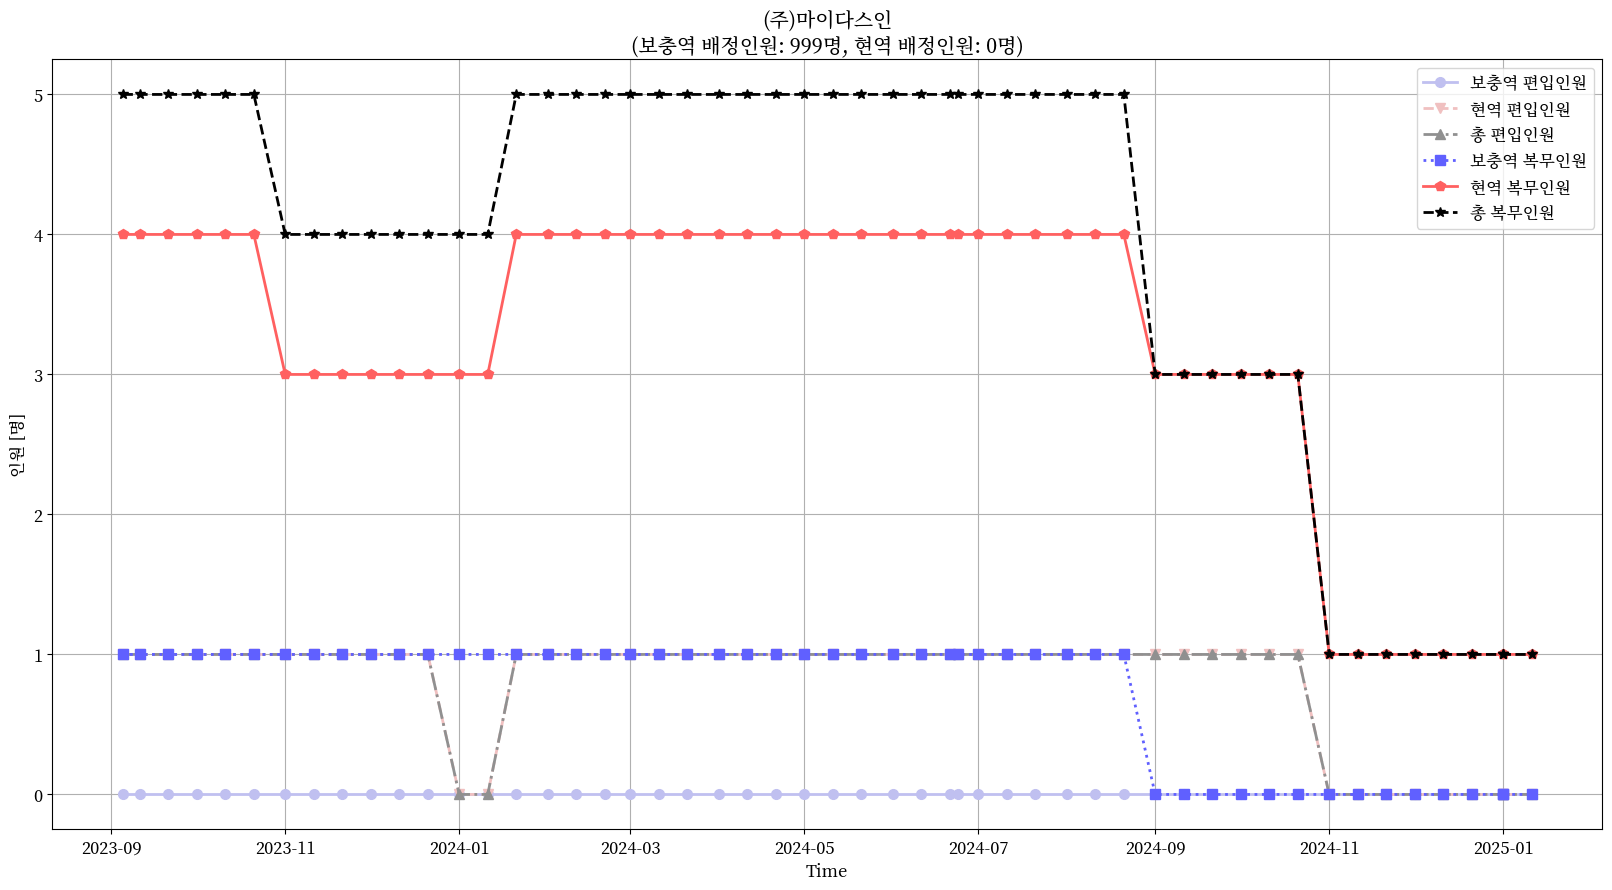 (주)마이다스인
(보충역 배정인원: 999명, 현역 배정인원: 0명)
보충역 편입인원
현역 편입인원
총 편입인원
보충역 복무인원
현역 복무인원
총 복무인원
인원 [명]
5
4
3
2
1
0
2023-09
2023-11
2024-01
2024-03
2024-05
2024-07
2024-09
2024-11
2025-01
Time